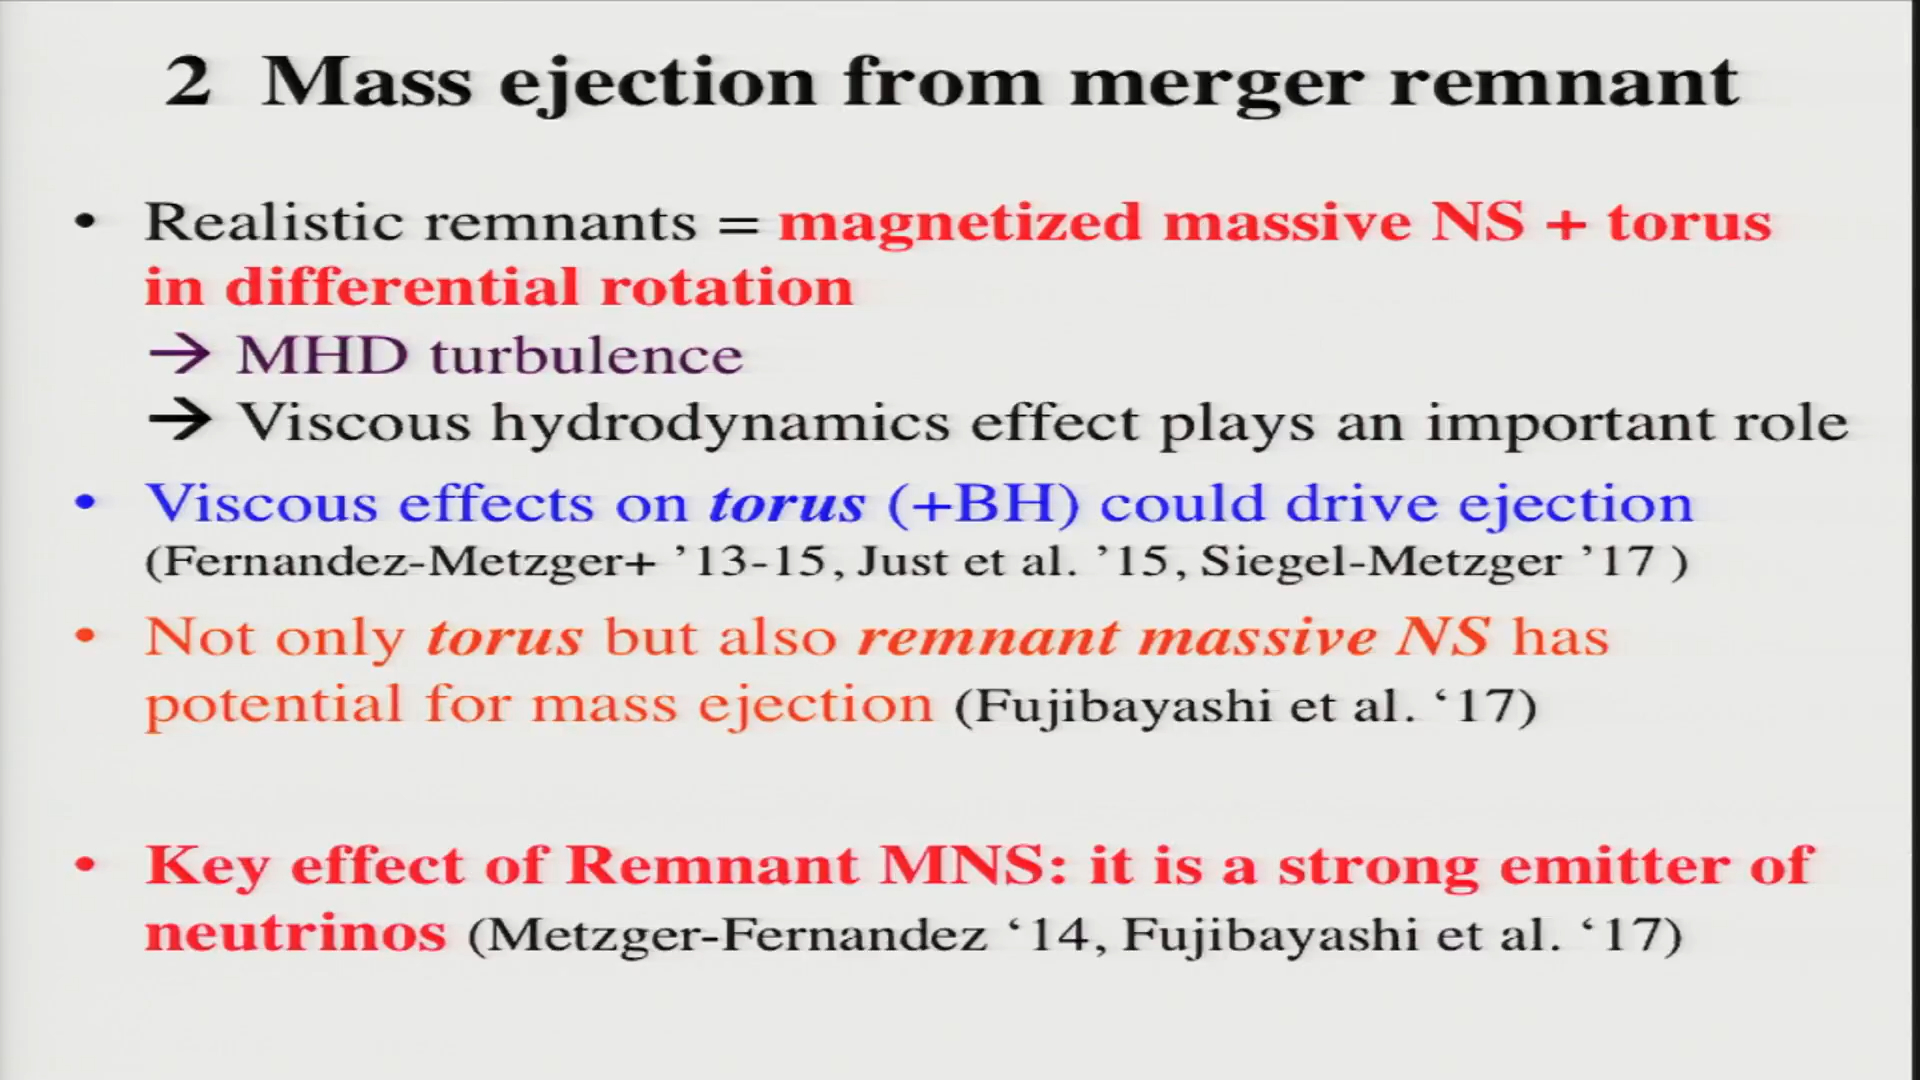 2 Mass ejection from merger remnant
• Realistic remnants = magnetized massive NS + torus
in differential rotation
→ MHD turbulence
→ Viscous hydrodynamics effect plays an important role
• Viscous effects on torus (+BH) could drive ejection
(Fernandez-Metzger+ ’13-15, Just et al. ’15, Siegel-Metzger ’17 )
• Not only torus but also remnant massive NS has
potential for mass ejection (Fujibayashi et al. ‘17)
• Key effect of Remnant MNS: it is a strong emitter of
neutrinos (Metzger-Fernandez ‘14, Fujibayashi et al. ‘17)